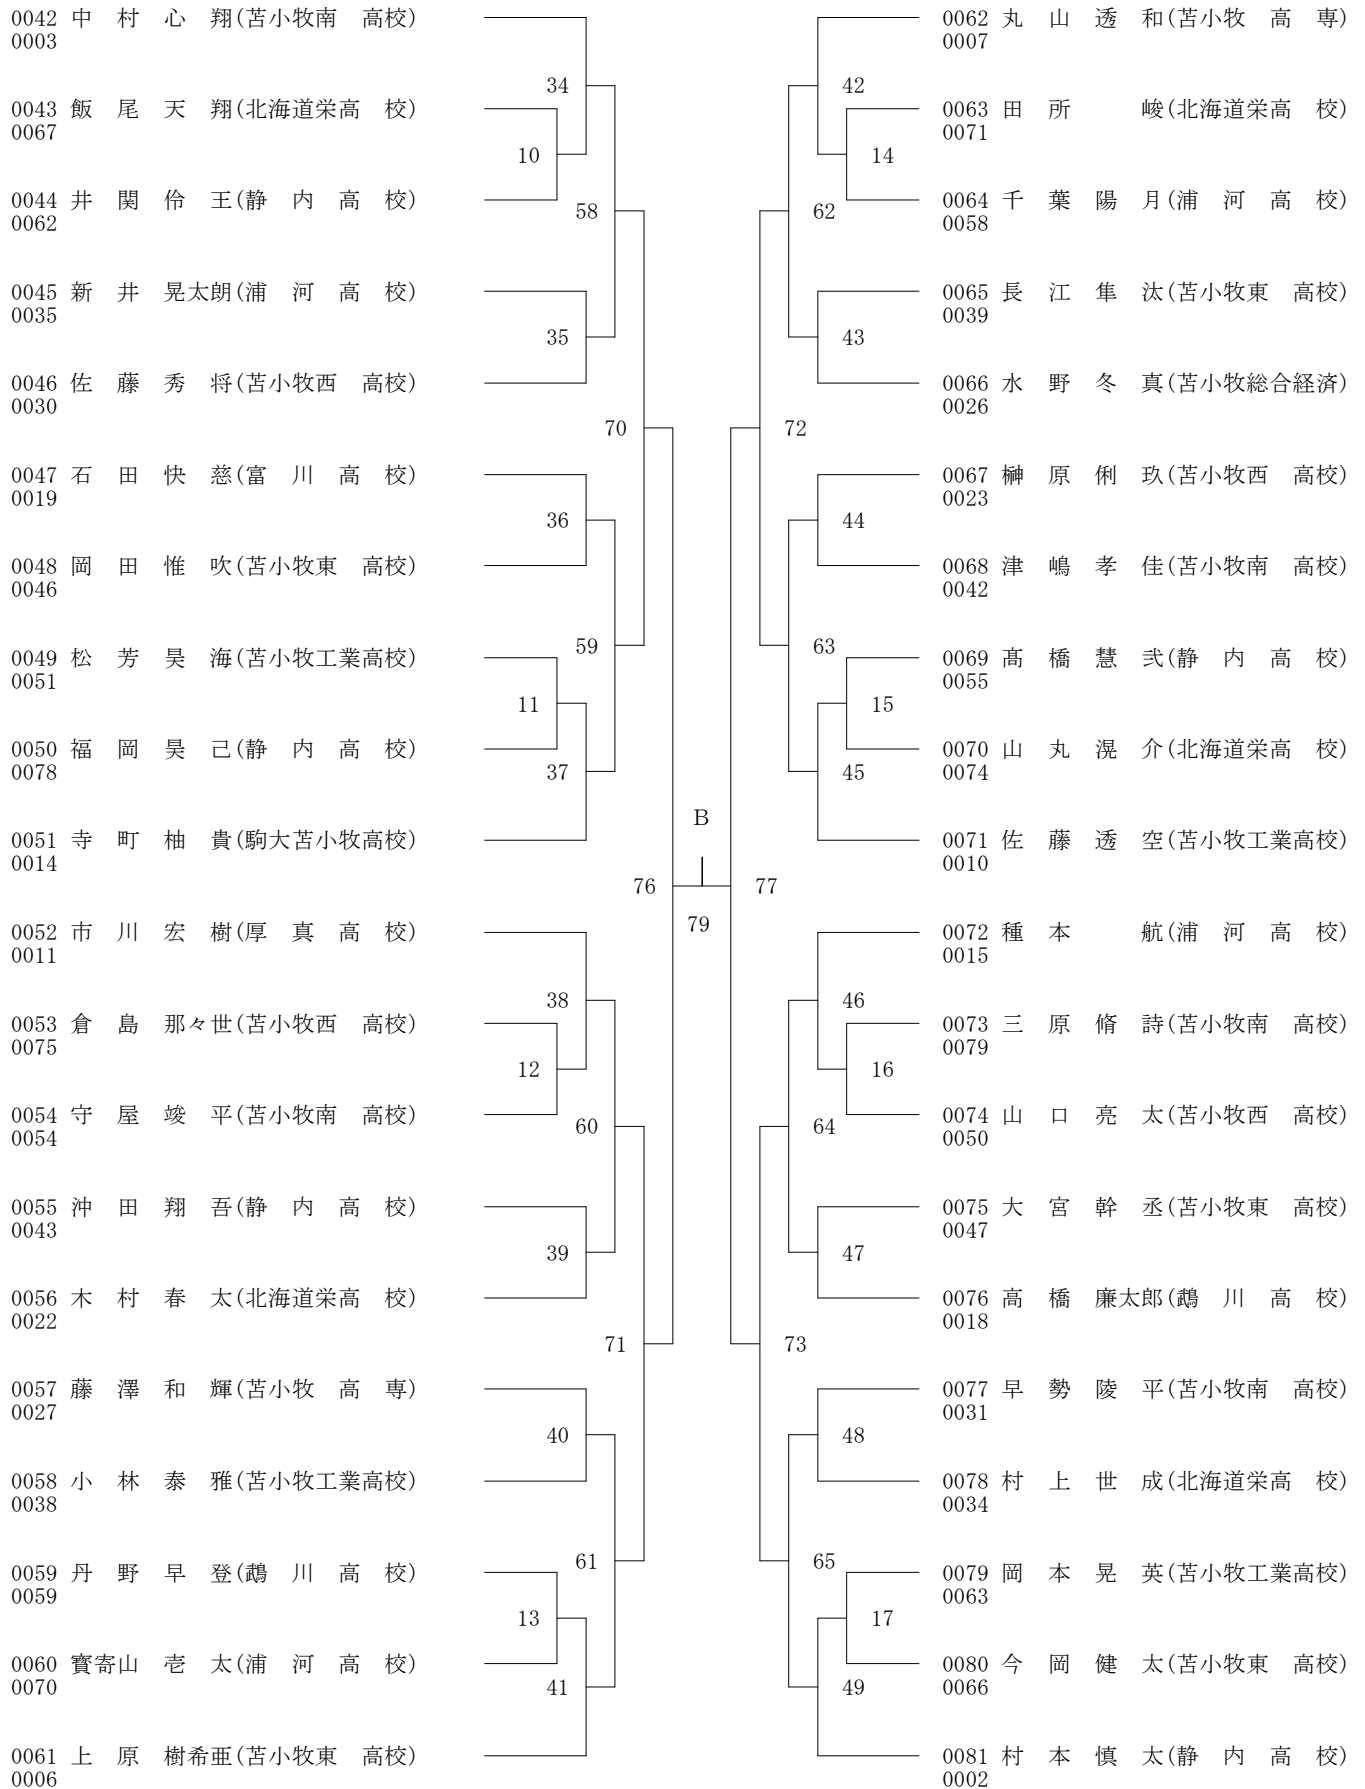 0042 中 村 心 翔(苫小牧南 高校)
0003
34
0043 飯 尾 天 翔(北海道栄高 校)
0067
10
0044 井 関 伶 王(静 内 高 校)
0062
58
0045 新 井 晃太朗(浦 河 高 校)
0035
35
0046 佐 藤 秀 将(苫小牧西 高校)
0030
70
0047 石 田 快 慈(富 川 高 校)
0019
36
0048 岡 田 惟 吹(苫小牧東 高校)
0046
59
0049 松 芳 昊 海(苫小牧工業高校)
0051
11
0050 福 岡 昊 己(静 内 高 校)
0078
37
0051 寺 町 柚 貴(駒大苫小牧高校)
0014
76
0052 市 川 宏 樹(厚 真 高 校)
0011
38
0053 倉 島 那々世(苫小牧西 高校)
0075
12
0054 守 屋 竣 平(苫小牧南 高校)
0054
60
0055 沖 田 翔 吾(静 内 高 校)
0043
39
0056 木 村 春 太(北海道栄高 校)
0022
71
0057 藤 澤 和 輝(苫小牧 高 専)
0027
40
0058 小 林 泰 雅(苫小牧工業高校)
0038
61
0059 丹 野 早 登(鵡 川 高 校)
0059
13
0060 寳寄山 壱 太(浦 河 高 校)
0070
41
0061 上 原 樹希亜(苫小牧東 高校)
0006
B
79
0062 丸 山 透 和(苫小牧 高 専)
0007
42
0063 田 所 峻(北海道栄高 校)
0071
14
0064 千 葉 陽 月(浦 河 高 校)
0058
62
0065 長 江 隼 汰(苫小牧東 高校)
0039
43
0066 水 野 冬 真(苫小牧総合経済)
0026
72
0067 榊 原 俐 玖(苫小牧西 高校)
0023
44
0068 津 嶋 孝 佳(苫小牧南 高校)
0042
63
0069 髙 橋 慧 弐(静 内 高 校)
0055
15
0070 山 丸 滉 介(北海道栄高 校)
0074
45
0071 佐 藤 透 空(苫小牧工業高校)
0010
77
0072 種 本 航(浦 河 高 校)
0015
46
0073 三 原 脩 詩(苫小牧南 高校)
0079
16
0074 山 口 亮 太(苫小牧西 高校)
0050
64
0075 大 宮 幹 丞(苫小牧東 高校)
0047
47
0076 高 橋 廉太郎(鵡 川 高 校)
0018
73
0077 早 勢 陵 平(苫小牧南 高校)
0031
48
0078 村 上 世 成(北海道栄高 校)
0034
65
0079 岡 本 晃 英(苫小牧工業高校)
0063
17
0080 今 岡 健 太(苫小牧東 高校)
0066
49
0081 村 本 慎 太(静 内 高 校)
0002